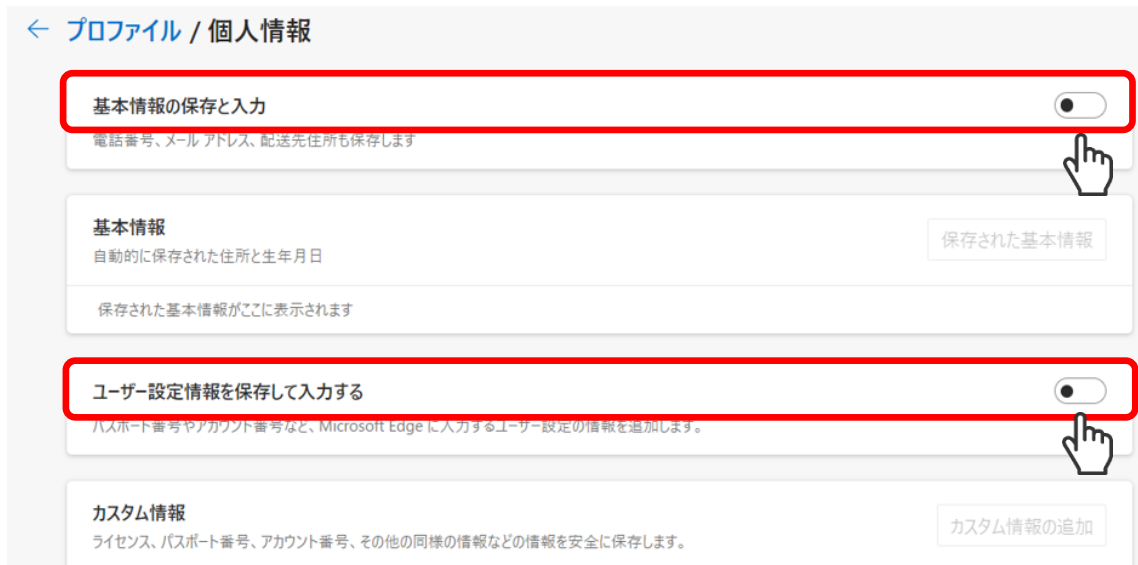 ← プロファイル / 個人情報
基本情報の保存と入力
電話番号、メール アドレス、配送先住所も保存します
基本情報
自動的に保存された住所と生年月日
保存された基本情報
保存された基本情報がここに表示されます
ユーザー設定情報を保存して入力する
パスポート番号やアカウント番号など、Microsoft Edge に入力するユーザー設定の情報を追加します。
カスタム情報
ライセンス、パスポート番号、アカウント番号、その他の同様の情報などの情報を安全に保存します。
カスタム情報の追加